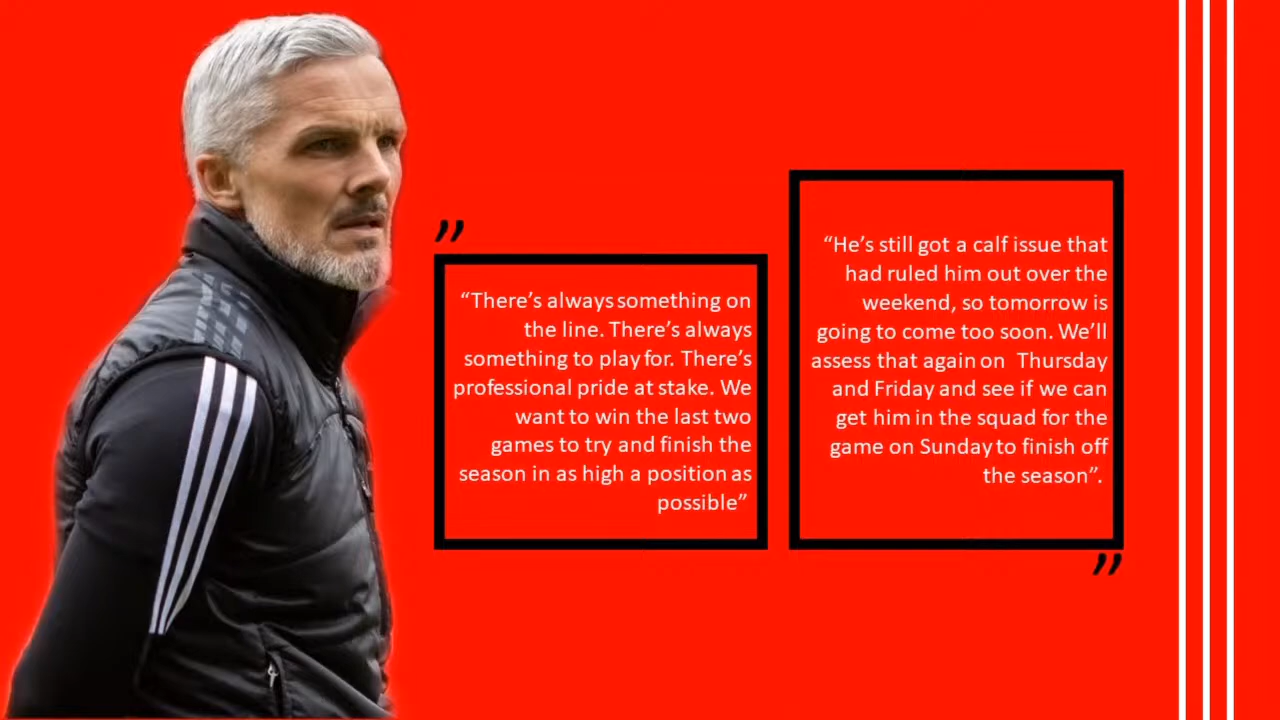 ”
“There’s always something on
the line. There’s always
something to play for. There’s
professional pride at stake. We
want to win the last two
games to try and finish the
season in as high a position as
possible”
“He’s still got a calf issue that
had ruled him out over the
weekend, so tomorrow is
going to come too soon. We’ll
assess that again on  Thursday
and Friday and see if we can
get him in the squad for the
game on Sunday to finish off
the season”.
”